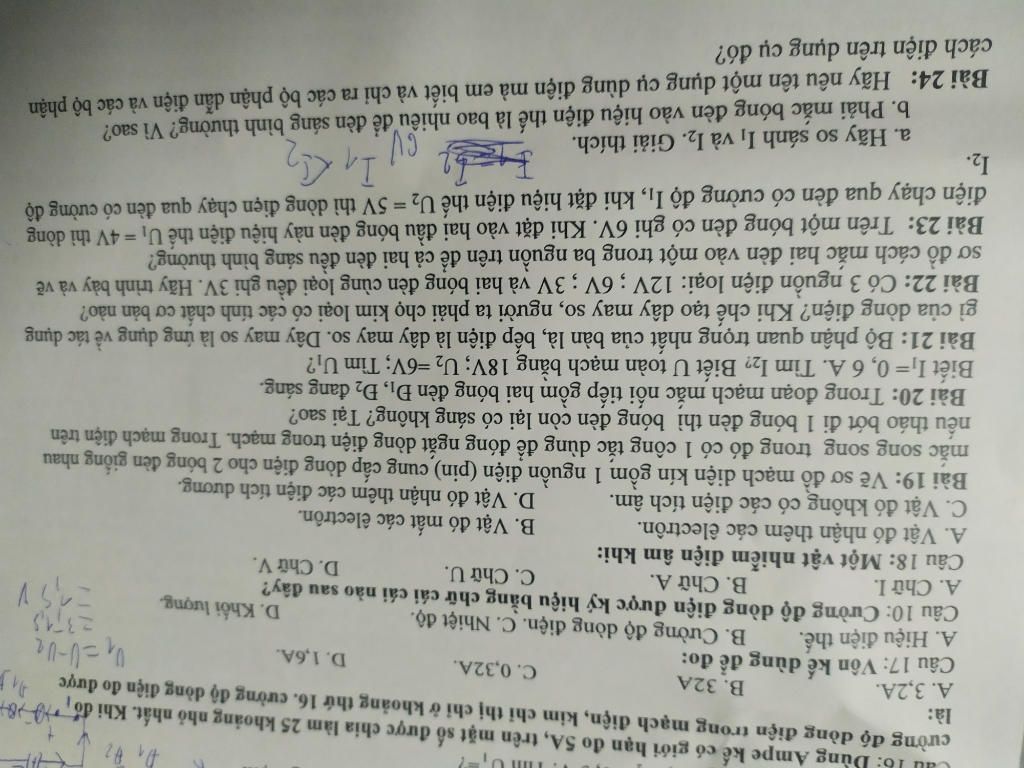 Câu 16: Dùng Ampe kế có giới hạn đo 5A, trên mặt số được chia làm 25 khoảng nhỏ nhất. Khi đo
cường độ dòng điện trong mạch điện, kim chỉ thị chỉ ở khoảng thứ 16. cường độ dòng điện đo được
là:
A. 3,2A. B. 32A C. 0,32A. D. 1,6A.
Câu 17: Vôn kế dùng để đo:
A. Hiệu điện thế. B. Cường độ dòng điện. C. Nhiệt độ. D. Khối lượng.
U1 = U-U2
= 3-1,5
= 1,5 V
Câu 10: Cường độ dòng điện được ký hiệu bằng chữ cái cái nào sau đây?
A. Chữ I. B. Chữ A. C. Chữ U. D. Chữ V.
Câu 18: Một vật nhiễm điện âm khi:
A. Vật đó nhận thêm các êlectrôn. B. Vật đó mất các êlectrôn.
C. Vật đó không có các điện tích âm. D. Vật đó nhận thêm các điện tích dương.
Bài 19: Vẽ sơ đồ mạch điện kín gồm 1 nguồn điện (pin) cung cấp dòng điện cho 2 bóng đèn giống nhau
mắc song song trong đó có 1 công tắc dùng để đóng ngắt dòng điện trong mạch. Trong mạch điện trên
nếu tháo bớt đi 1 bóng đèn thì bóng đèn còn lại có sáng không? Tại sao?
Bài 20: Trong đoạn mạch mắc nối tiếp gồm hai bóng đèn Đ1, Đ2 đang sáng.
Biết I1= 0, 6 A. Tìm I2? Biết U toàn mạch bằng 18V; U2 =6V; Tìm U1?
Bài 21: Bộ phận quan trọng nhất của bàn là, bếp điện là dây may so. Dây may so là ứng dụng về tác dụng
gì của dòng điện? Khi chế tạo dây may so, người ta phải chọ kim loại có các tính chất cơ bản nào?
Bài 22: Có 3 nguồn điện loại: 12V ; 6V ; 3V và hai bóng đèn cùng loại đều ghi 3V. Hãy trình bày và vẽ
sơ đồ cách mắc hai đèn vào một trong ba nguồn trên để cả hai đèn đều sáng bình thường?
Bài 23: Trên một bóng đèn có ghi 6V. Khi đặt vào hai đầu bóng đèn này hiệu điện thế U1 = 4V thì dòng
điện chạy qua đèn có cường độ I1, khi đặt hiệu điện thế U2 = 5V thì dòng điện chạy qua đèn có cường độ
I2.
a. Hãy so sánh I1 và I2. Giải thích.
I1 < I2
b. Phải mắc bóng đèn vào hiệu điện thế là bao nhiêu để đèn sáng bình thường? Vì sao?
6V
Bài 24: Hãy nêu tên một dụng cụ dùng điện mà em biết và chỉ ra các bộ phận dẫn điện và các bộ phận
cách điện trên dụng cụ đó?